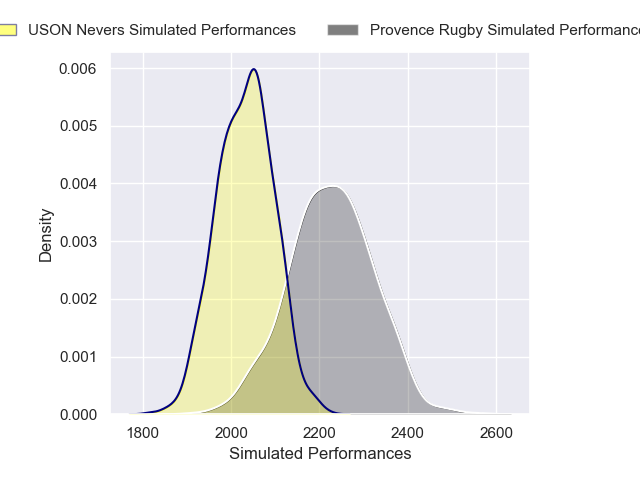 USON Nevers Simulated Performances Provence Rugby Simulated Performance
0.006
0.005
0.004
0.003
0.002
0.001
0.000
Density
1800 2000 2200 2400 2600
Simulated Performances